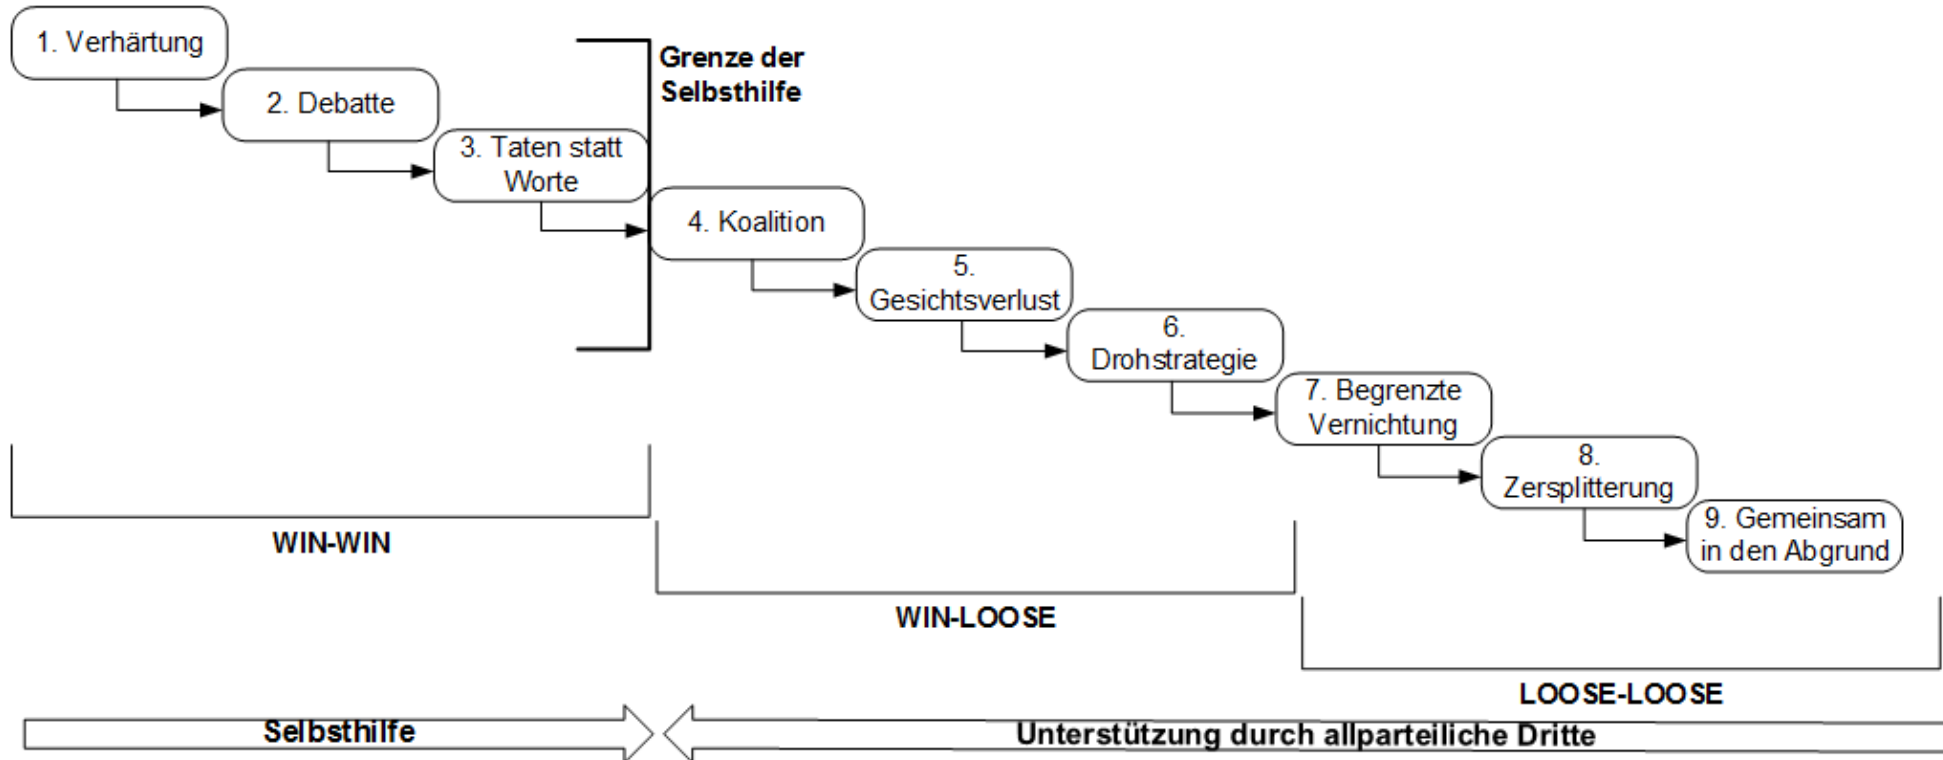 1. Verhärtung
2. Debatte
3. Taten statt
Worte
Grenze der
Selbsthilfe
4. Koalition
5.
Gesichtsverlust
6.
Drohstrategie
7. Begrenzte
Vernichtung
8.
Zersplitterung
9. Gemeinsam
in den Abgrund
WIN-WIN
WIN-LOOSE
LOOSE-LOOSE
Selbsthilfe
Unterstützung durch allparteiliche Dritte